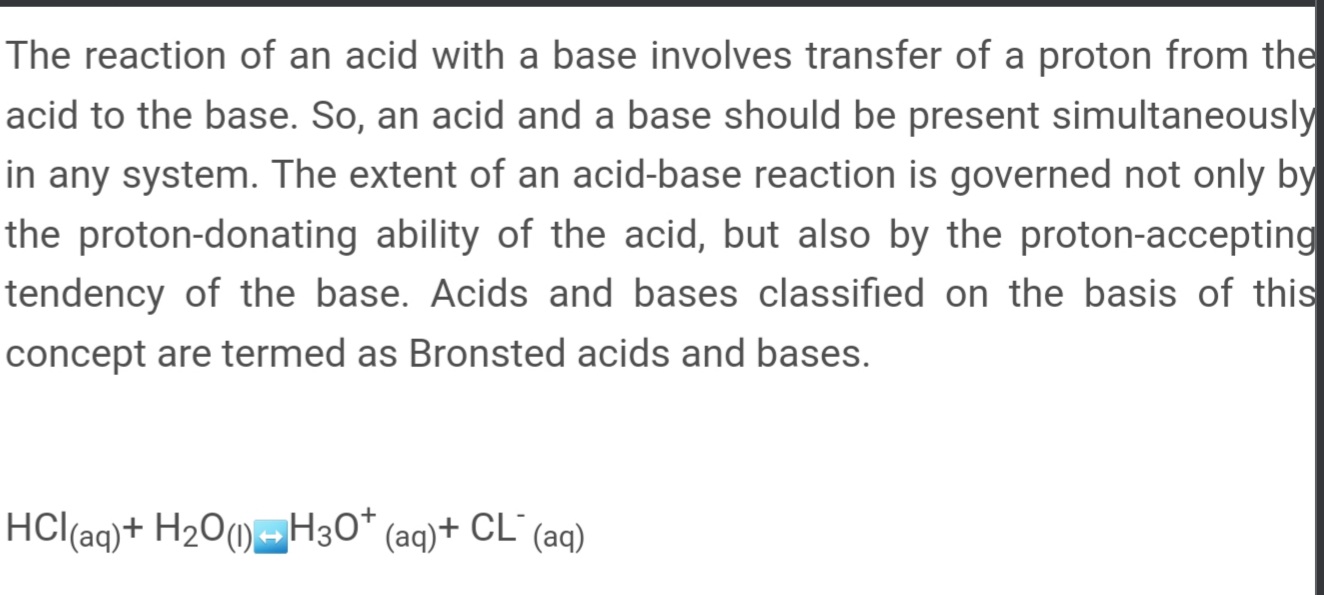 The reaction of an acid with a base involves transfer of a proton from the
acid to the base. So, an acid and a base should be present simultaneously
in any system. The extent of an acid-base reaction is governed not only by
the proton-donating ability of the acid, but also by the proton-accepting
tendency of the base. Acids and bases classified on the basis of this
concept are termed as Bronsted acids and bases.
HCl(aq)+ H₂O(l)↔️H₃O⁺ (aq)+ CL⁻ (aq)